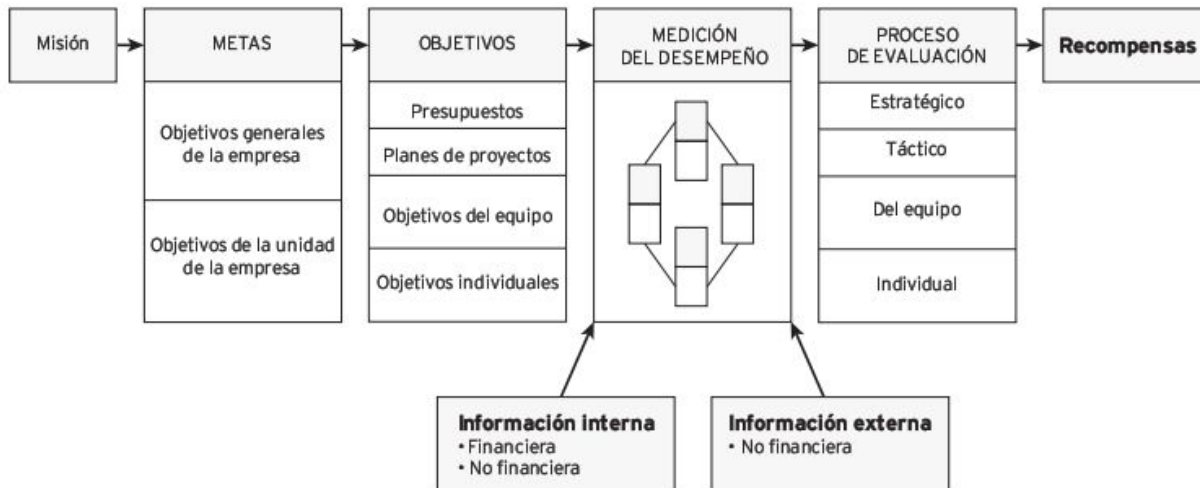 Misión
METAS
OBJETIVOS
MEDICIÓN
DEL DESEMPEÑO
PROCESO
DE EVALUACIÓN
Recompensas
Objetivos generales
de la empresa
Objetivos de la unidad
de la empresa
Presupuestos
Planes de proyectos
Objetivos del equipo
Objetivos individuales
Estratégico
Táctico
Del equipo
Individual
Información interna
• Financiera
• No financiera
Información externa
• No financiera